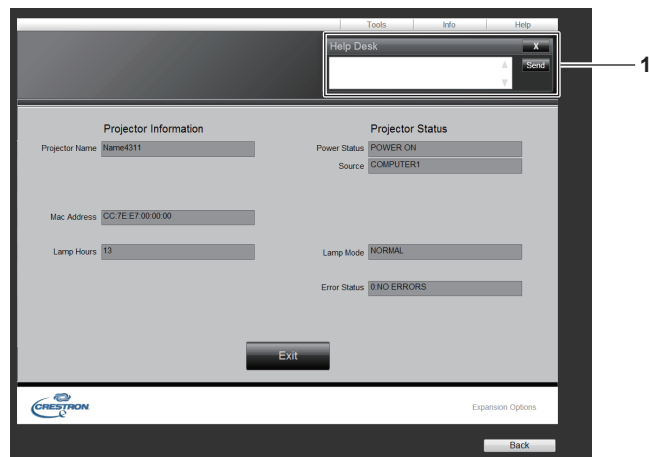 Tools Info Help
Help Desk X
Send
1
Projector Information Projector Status
Projector Name Name4311 Power Status POWER ON
Source COMPUTER1
Mac Address CC:7E:E7:00:00:00
Lamp Hours 13 Lamp Mode NORMAL
Error Status 0:NO ERRORS
Exit
CRESTRON Expansion Options
Back